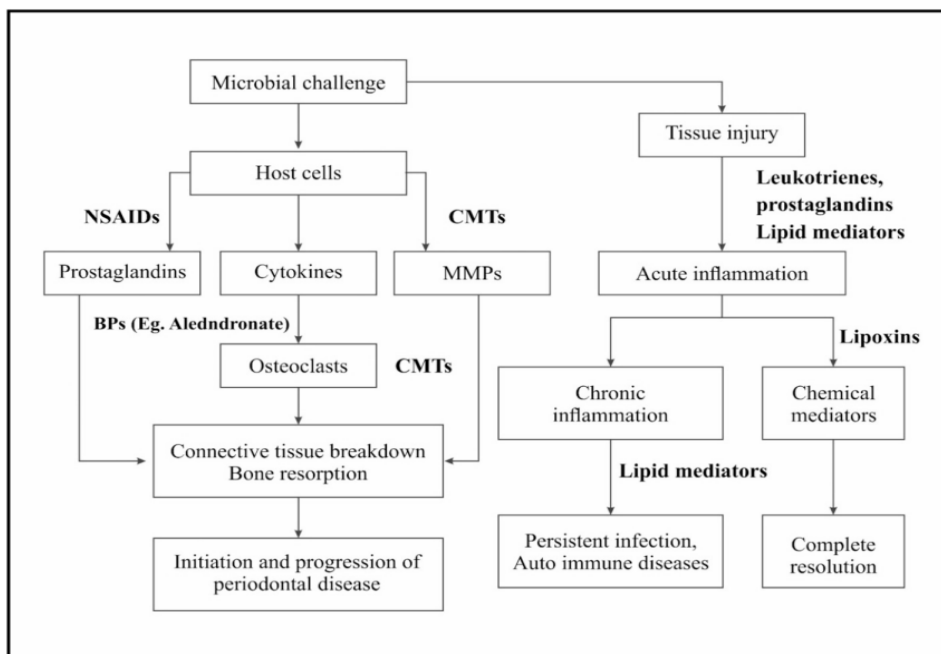 Microbial challenge
Tissue injury
Host cells
Leukotrienes,
prostaglandins
Lipid mediators
NSAIDs
CMTs
Prostaglandins
Cytokines
MMPs
Acute inflammation
BPs (Eg. Aledndronate)
Lipoxins
Osteoclasts
CMTs
Chronic
inflammation
Chemical
mediators
Connective tissue breakdown
Bone resorption
Lipid mediators
Initiation and progression of
periodontal disease
Persistent infection,
Auto immune diseases
Complete
resolution